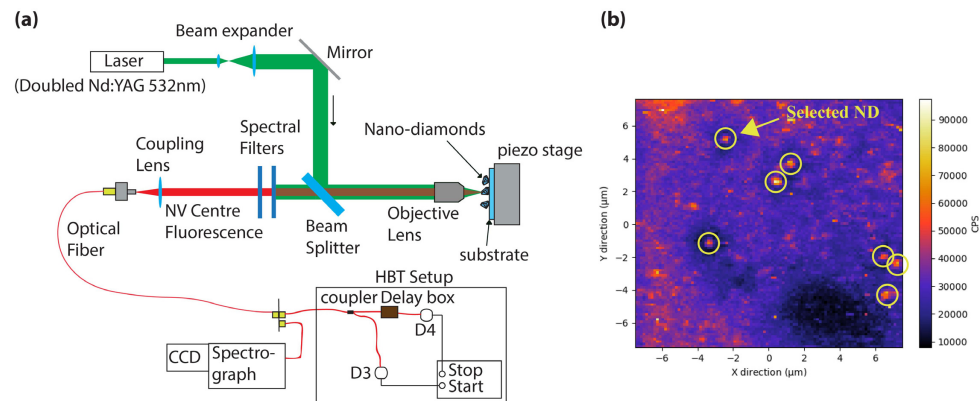 (a)
Beam expander
Mirror
Laser
(Doubled Nd:YAG 532nm)
Coupling
Lens
Spectral
Filters
Nano-diamonds
piezo stage
Optical
Fiber
NV Centre
Fluorescence
Beam
Splitter
Objective
Lens
substrate
HBT Setup
coupler Delay box
D4
D3
CCD
Spectro-
graph
Stop
Start
(b)
Selected ND
Y direction (μm)
6
4
2
0
−2
−4
−6
−6
−4
−2
0
2
4
6
X direction (μm)
90000
80000
70000
60000
50000
40000
30000
20000
10000
CPS